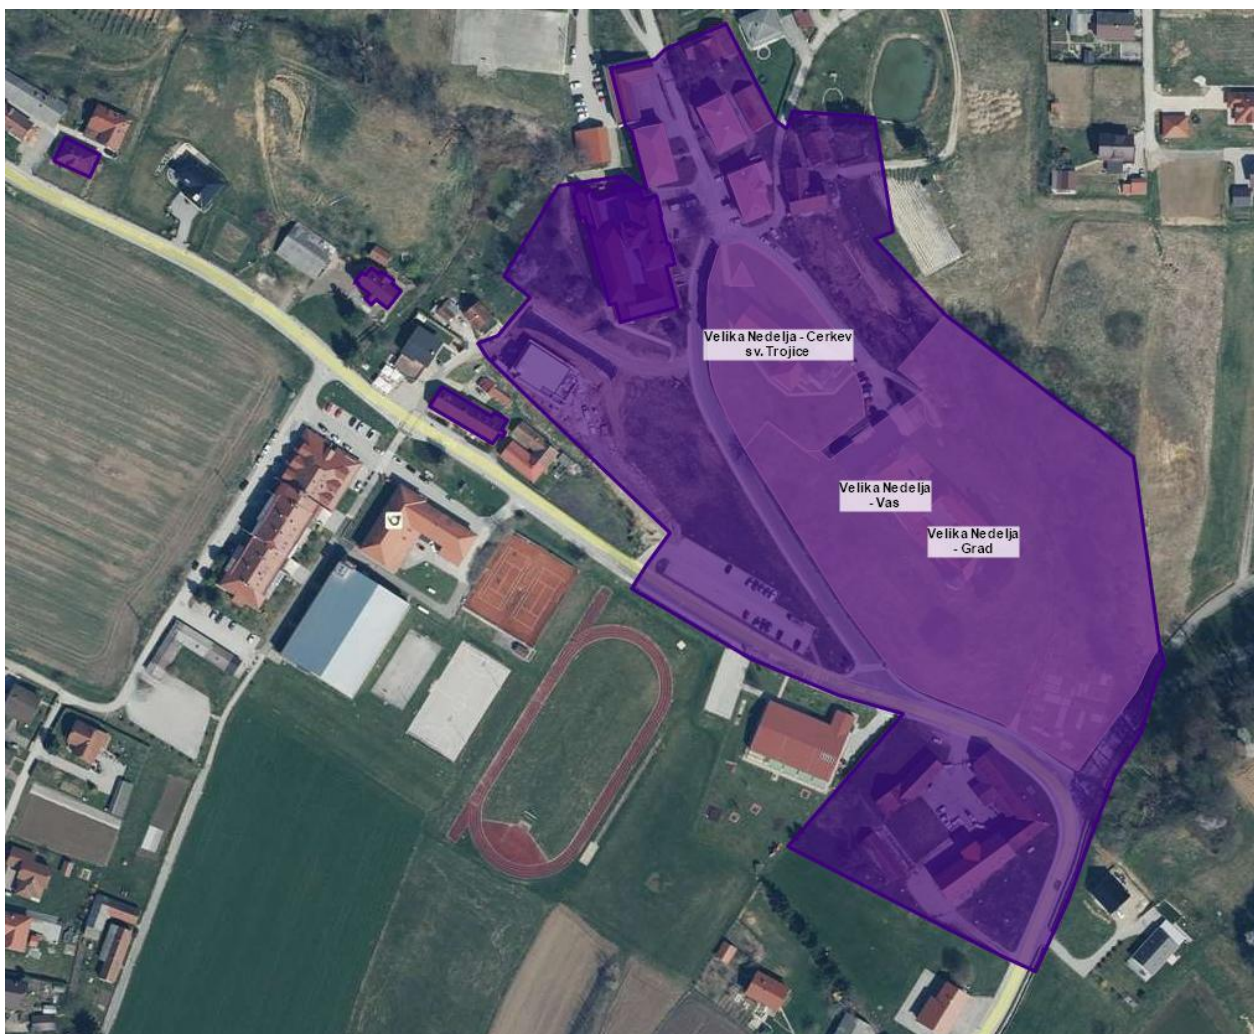 Velika Nedelja - Cerkev
sv. Trojice
Velika Nedelja
- Vas
Velika Nedelja
- Grad